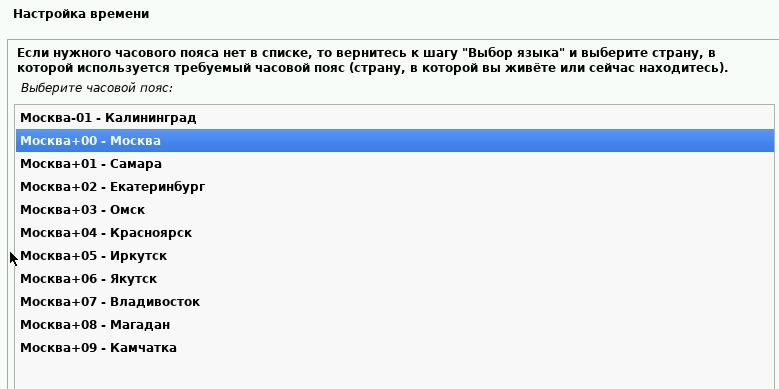 Настройка времени
Если нужного часового пояса нет в списке, то вернитесь к шагу "Выбор языка" и выберите страну, в
которой используется требуемый часовой пояс (страну, в которой вы живёте или сейчас находитесь).
Выберите часовой пояс:
Москва-01 - Калининград
Москва+00 - Москва
Москва+01 - Самара
Москва+02 - Екатеринбург
Москва+03 - Омск
Москва+04 - Красноярск
Москва+05 - Иркутск
Москва+06 - Якутск
Москва+07 - Владивосток
Москва+08 - Магадан
Москва+09 - Камчатка